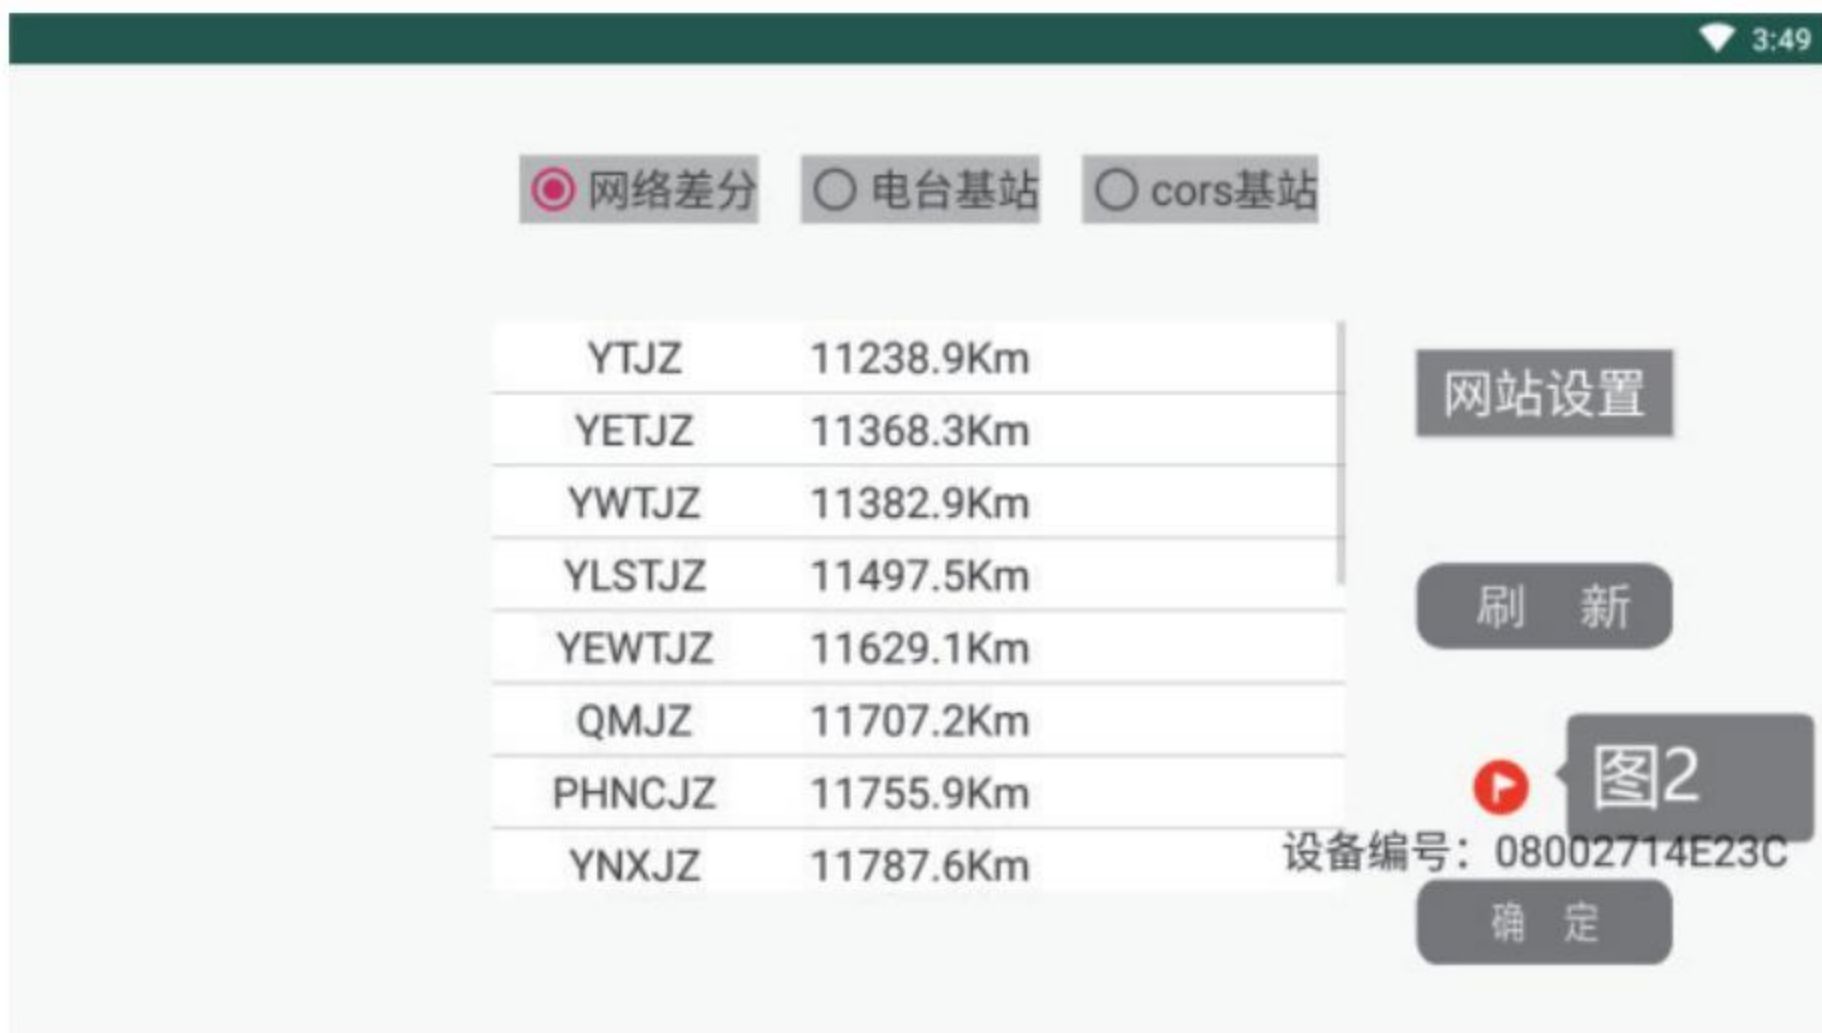 3:49
网络差分 电台基站 cors基站
YTJZ 11238.9Km
YETJZ 11368.3Km
YWTJZ 11382.9Km
YLSTJZ 11497.5Km
YEWTJZ 11629.1Km
QMJZ 11707.2Km
PHNCJZ 11755.9Km
YNXJZ 11787.6Km
网站设置
刷 新
图2
设备编号：08002714E23C
确 定